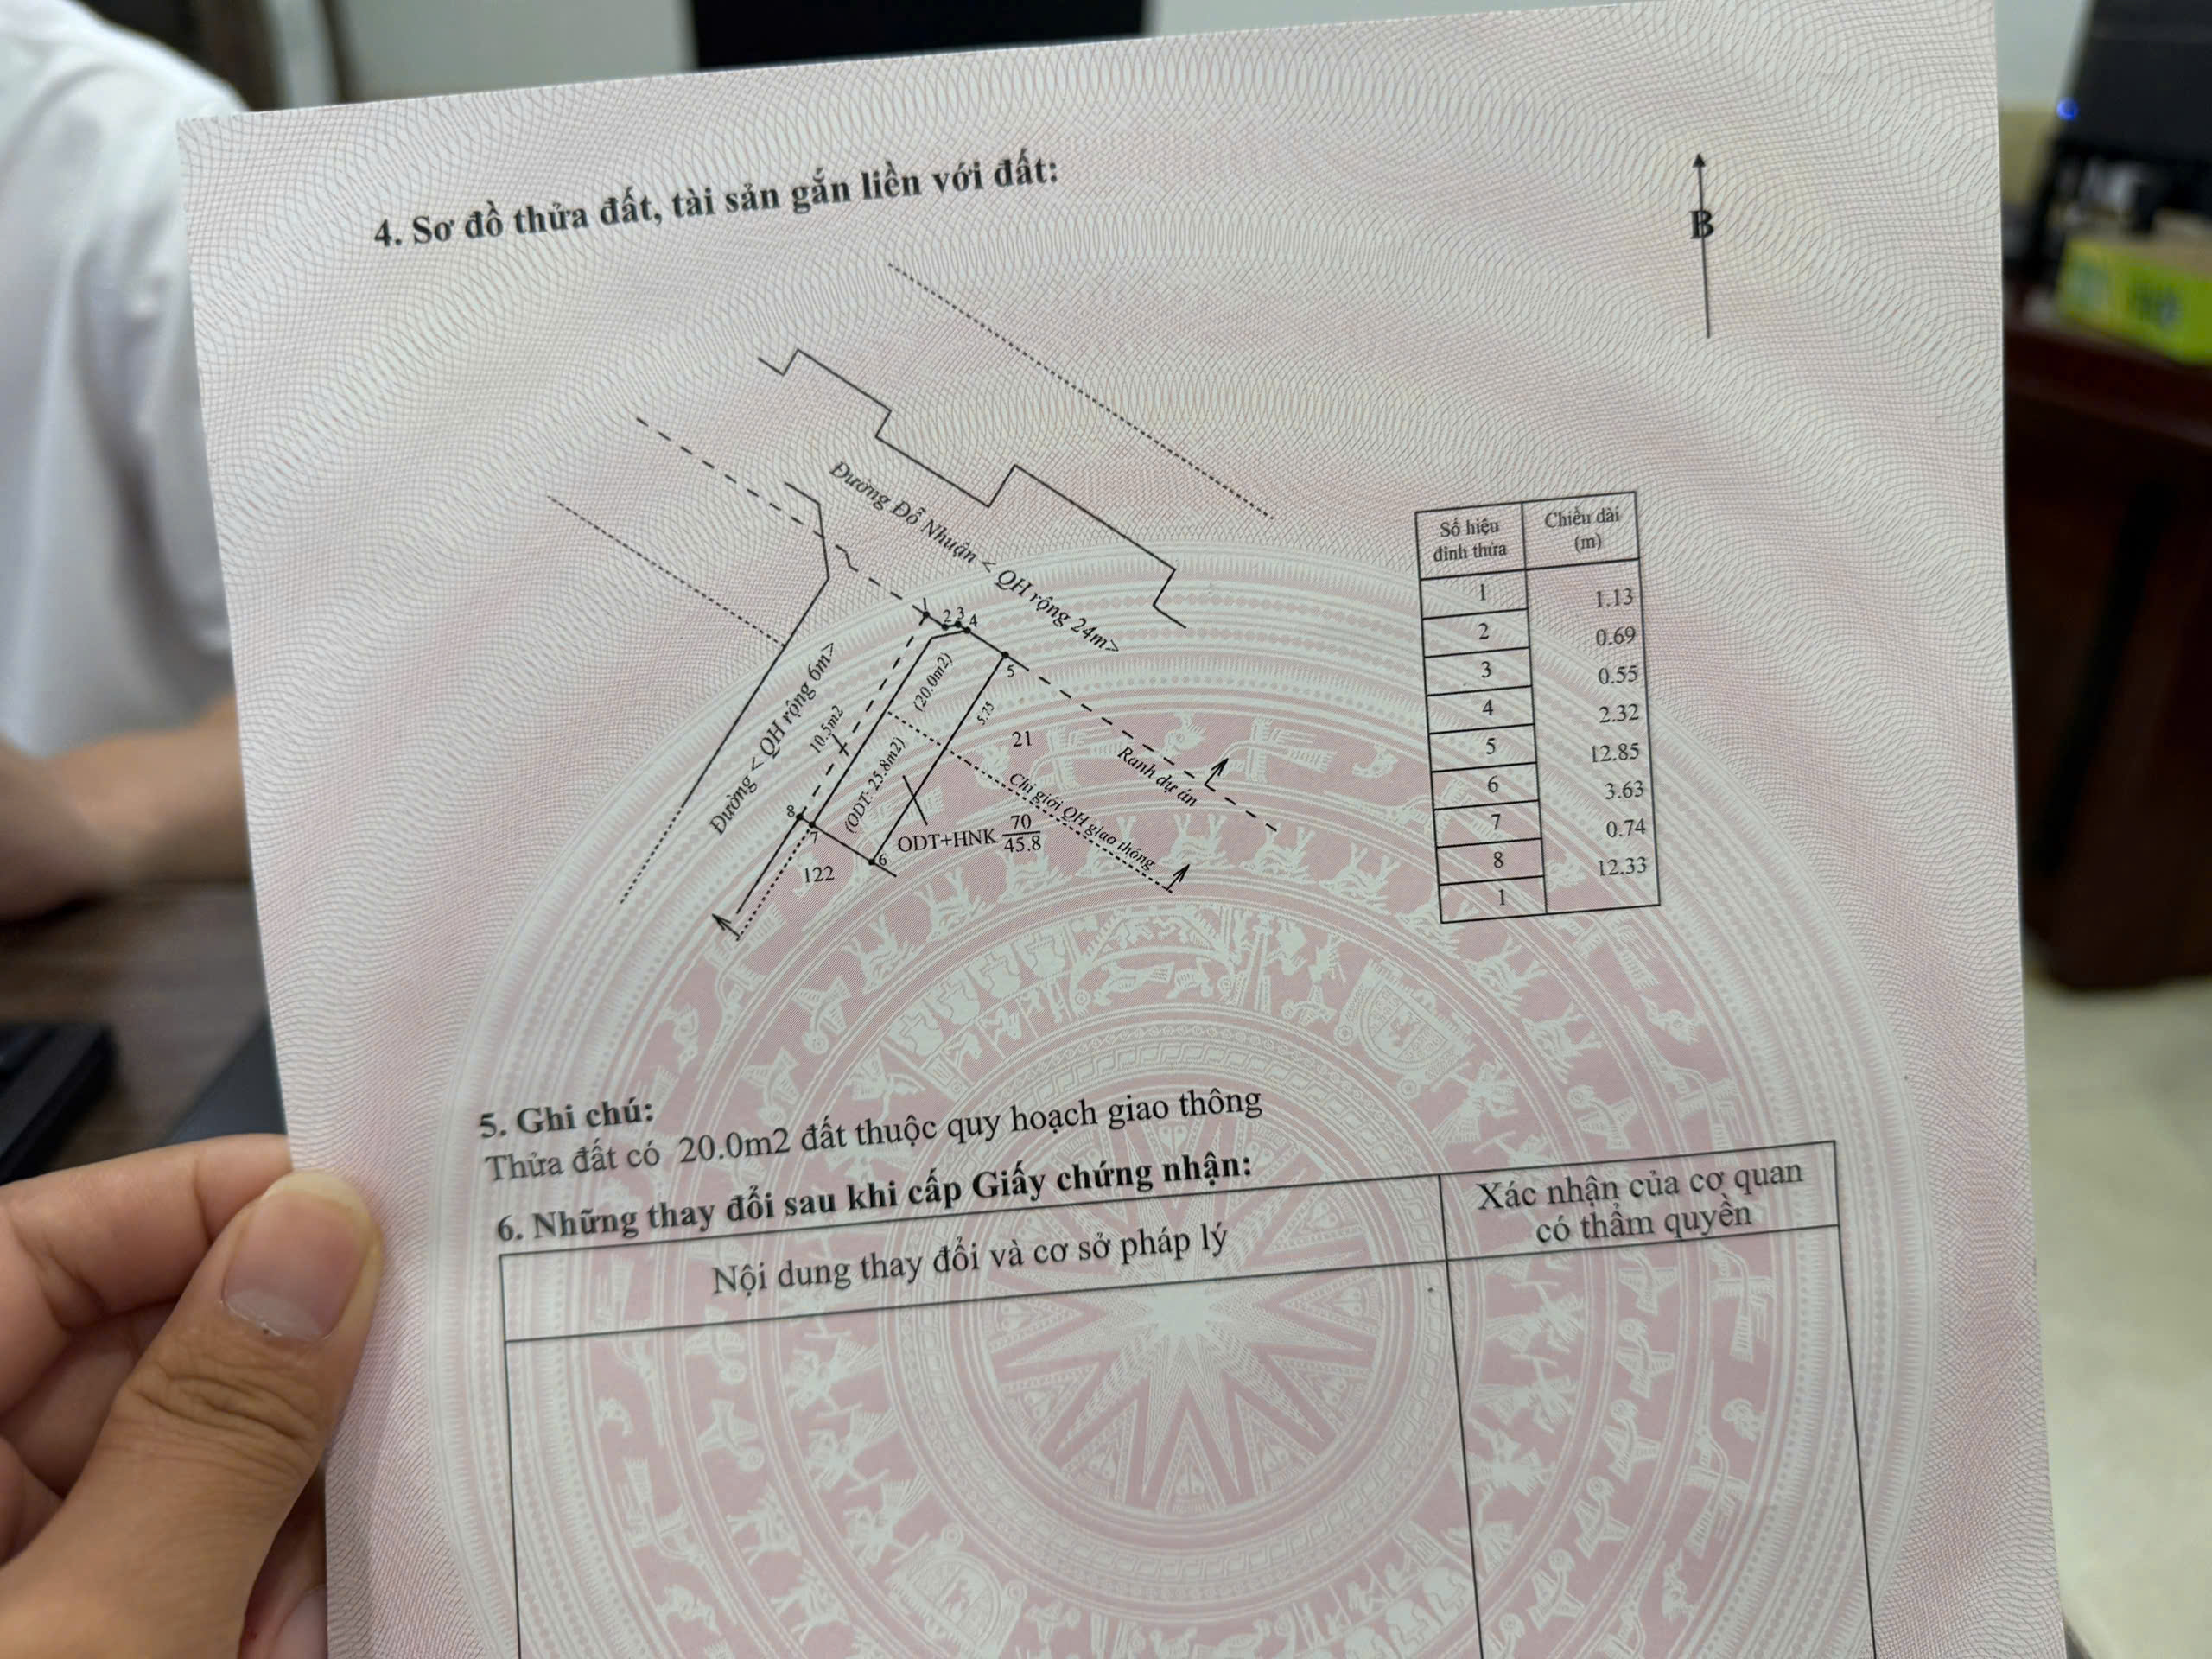 4. Sơ đồ thửa đất, tài sản gắn liền với đất:
B
Đường Đỗ Nhuận < QH rộng 24m>
Đường < QH rộng 6m>
1
2
3
4
5
6
7
8
10.5m2
(20.0m2)
(ODT: 25.8m2)
5.75
21
Ranh dự án
Chỉ giới QH giao thông
ODT+HNK 70
45.8
122
Số hiệu đỉnh thửa
Chiều dài (m)
1
1.13
2
0.69
3
0.55
4
2.32
5
12.85
6
3.63
7
0.74
8
12.33
1
5. Ghi chú:
Thửa đất có 20.0m2 đất thuộc quy hoạch giao thông
6. Những thay đổi sau khi cấp Giấy chứng nhận:
Nội dung thay đổi và cơ sở pháp lý
Xác nhận của cơ quan
có thẩm quyền